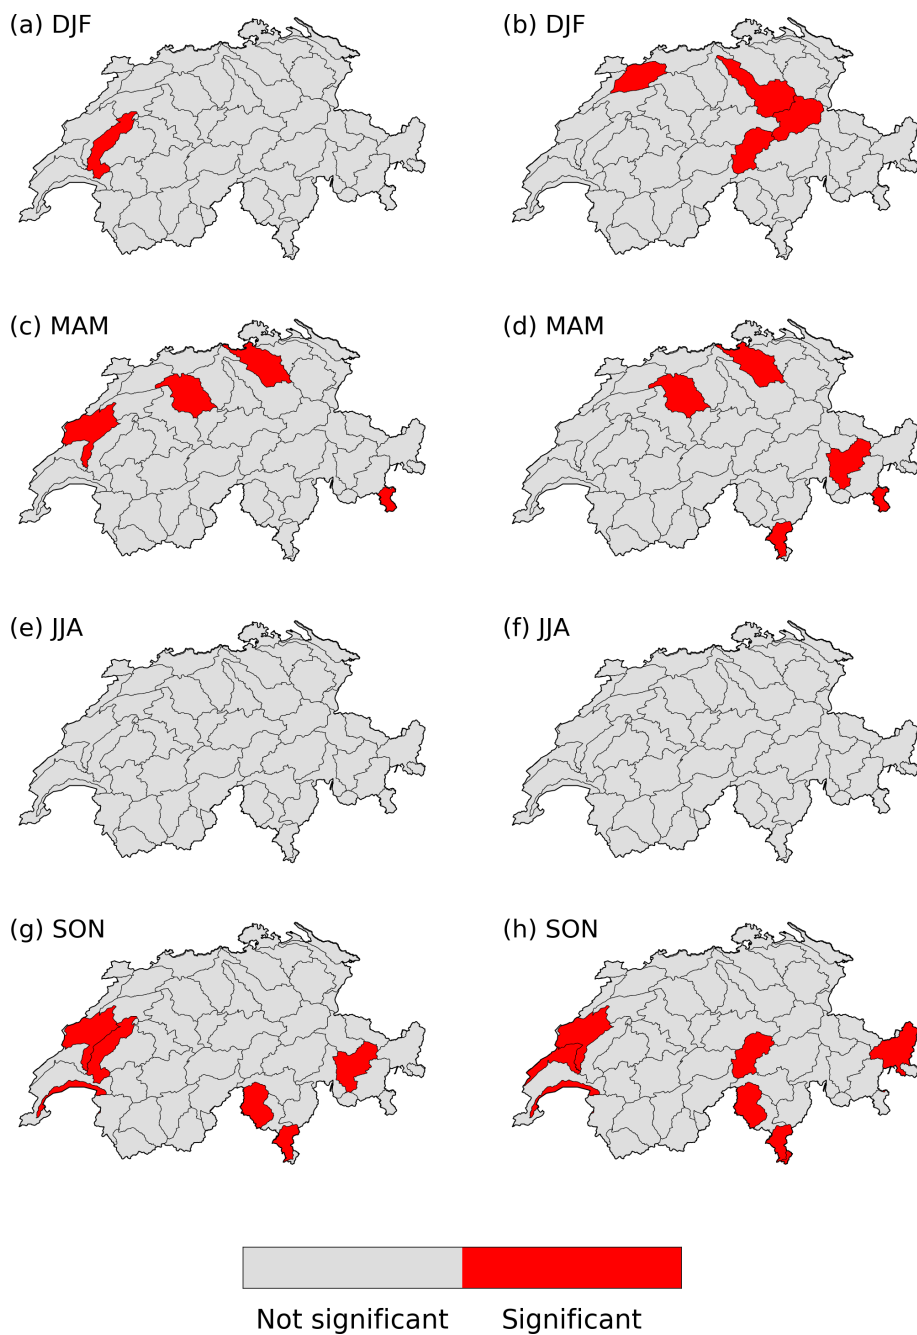 (a) DJF
(b) DJF
(c) MAM
(d) MAM
(e) JJA
(f) JJA
(g) SON
(h) SON
Not significant
Significant